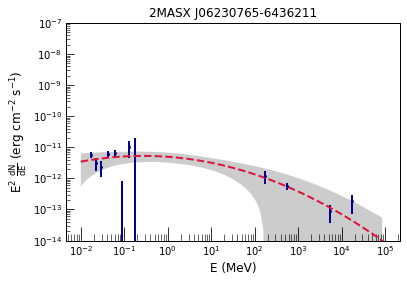 2MASX J06230765-6436211
E² dN/dE (erg cm⁻² s⁻¹)
10⁻⁷
10⁻⁸
10⁻⁹
10⁻¹⁰
10⁻¹¹
10⁻¹²
10⁻¹³
10⁻¹⁴
10⁻² 10⁻¹ 10⁰ 10¹ 10² 10³ 10⁴ 10⁵
E (MeV)